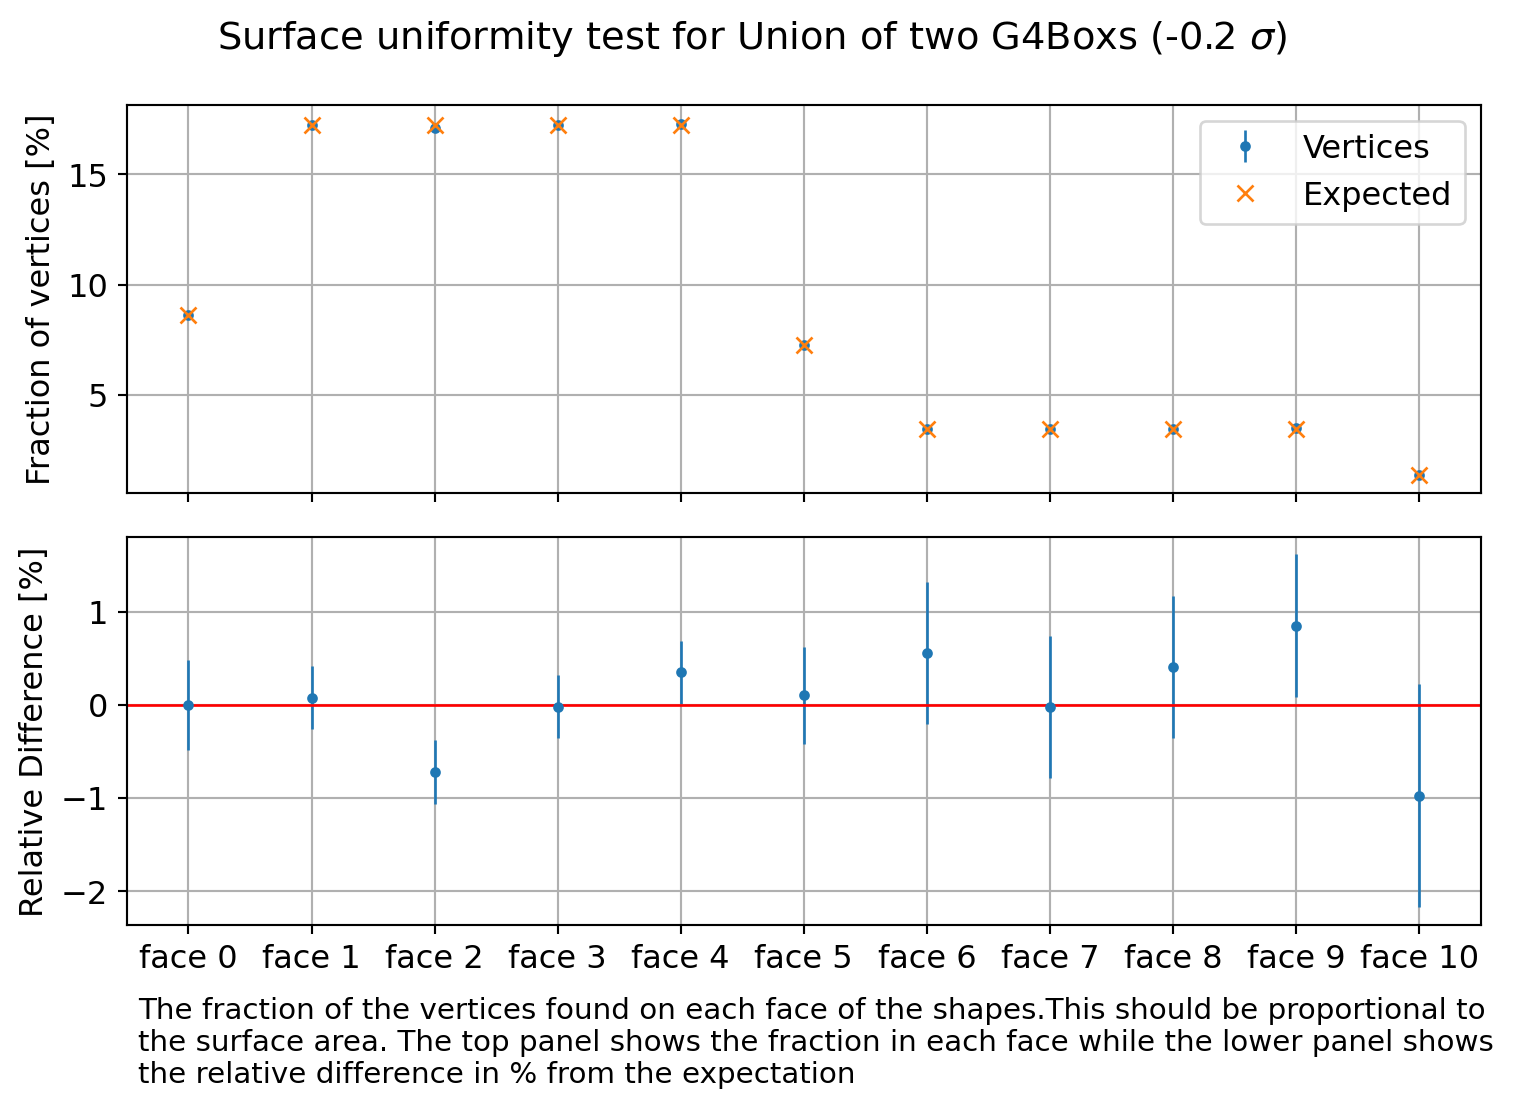 Surface uniformity test for Union of two G4Boxs (-0.2 σ)
Fraction of vertices [%]
15
10
5
Vertices
Expected
Relative Difference [%]
1
0
−1
−2
face 0 face 1 face 2 face 3 face 4 face 5 face 6 face 7 face 8 face 9 face 10
The fraction of the vertices found on each face of the shapes.This should be proportional to
the surface area. The top panel shows the fraction in each face while the lower panel shows
the relative difference in % from the expectation